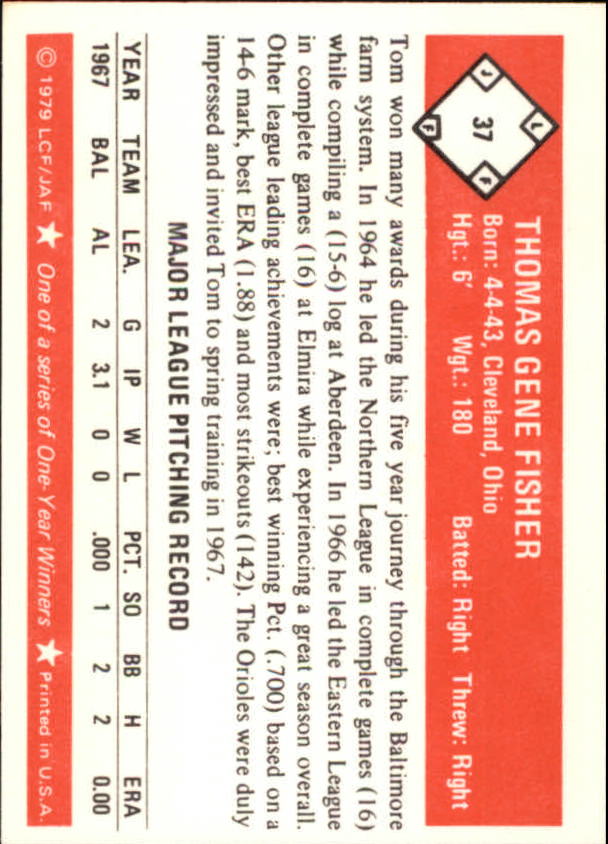 J L F F
37
THOMAS GENE FISHER
Born: 4-4-43, Cleveland, Ohio
Hgt.: 6' Wgt.: 180 Batted: Right Threw: Right
Tom won many awards during his five year journey through the Baltimore
farm system. In 1964 he led the Northern League in complete games (16)
while compiling a (15-6) log at Aberdeen. In 1966 he led the Eastern League
in complete games (16) at Elmira while experiencing a great season overall.
Other league leading achievements were; best winning Pct. (.700) based on a
14-6 mark, best ERA (1.88) and most strikeouts (142). The Orioles were duly
impressed and invited Tom to spring training in 1967.
MAJOR LEAGUE PITCHING RECORD
YEAR TEAM LEA. G IP W L PCT. SO BB H ERA
1967 BAL AL 2 3.1 0 0 .000 1 2 2 0.00
© 1979 LCF/JAF ★ One of a series of One-Year Winners ★ Printed in U.S.A.